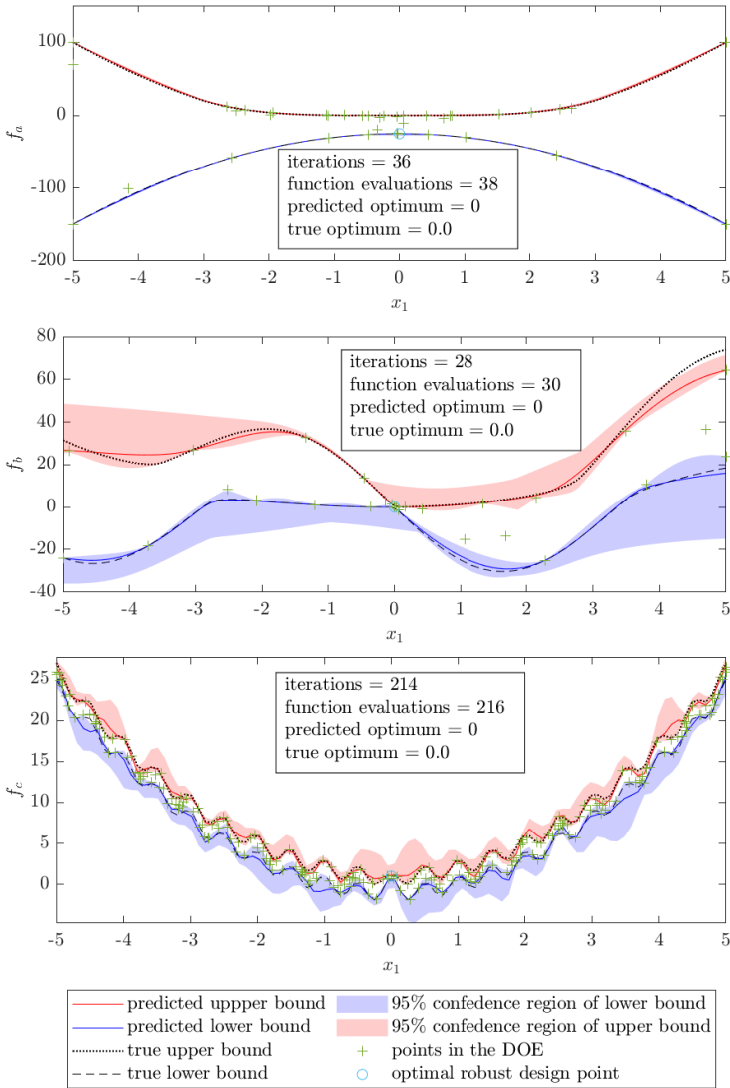 100
0
-100
-200
f_a
iterations = 36
function evaluations = 38
predicted optimum = 0
true optimum = 0.0
-5 -4 -3 -2 -1 0 1 2 3 4 5
x_1
80
60
40
20
0
-20
-40
f_b
iterations = 28
function evaluations = 30
predicted optimum = 0
true optimum = 0.0
-5 -4 -3 -2 -1 0 1 2 3 4 5
x_1
25
20
15
10
5
0
f_c
iterations = 214
function evaluations = 216
predicted optimum = 0
true optimum = 0.0
-5 -4 -3 -2 -1 0 1 2 3 4 5
x_1
predicted uppper bound
predicted lower bound
true upper bound
true lower bound
95% confedence region of lower bound
95% confedence region of upper bound
points in the DOE
optimal robust design point